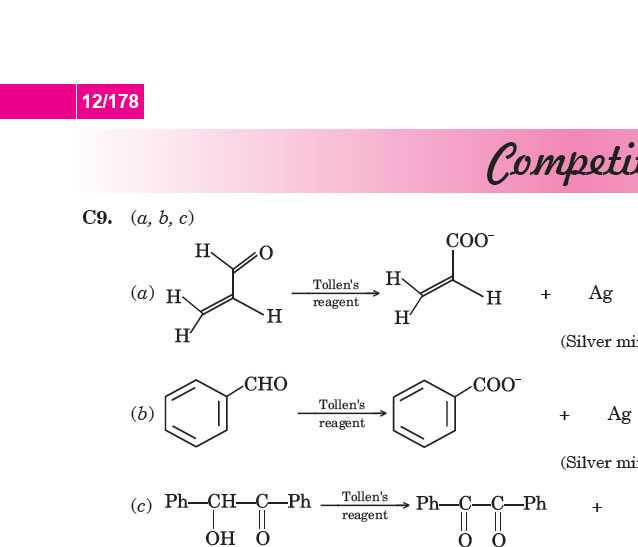 12/178
Competi
C9. (a, b, c)
H O COO⁻
(a) H H Tollen's reagent H H + Ag
H H
(Silver mi
(b) CHO Tollen's reagent COO⁻ + Ag
(Silver mi
(c) Ph—CH—C—Ph Tollen's reagent Ph—C—C—Ph +
OH O O O